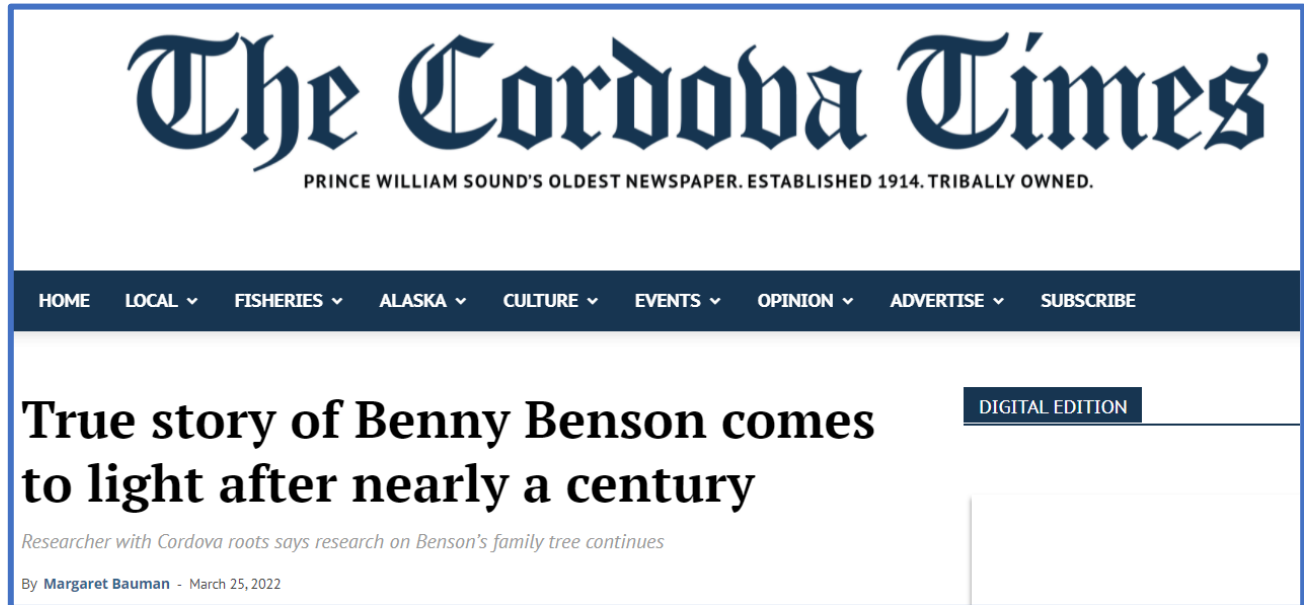 The Cordova Times
PRINCE WILLIAM SOUND'S OLDEST NEWSPAPER. ESTABLISHED 1914. TRIBALLY OWNED.
HOME LOCAL FISHERIES ALASKA CULTURE EVENTS OPINION ADVERTISE SUBSCRIBE
True story of Benny Benson comes
to light after nearly a century
Researcher with Cordova roots says research on Benson's family tree continues
By Margaret Bauman - March 25, 2022
DIGITAL EDITION